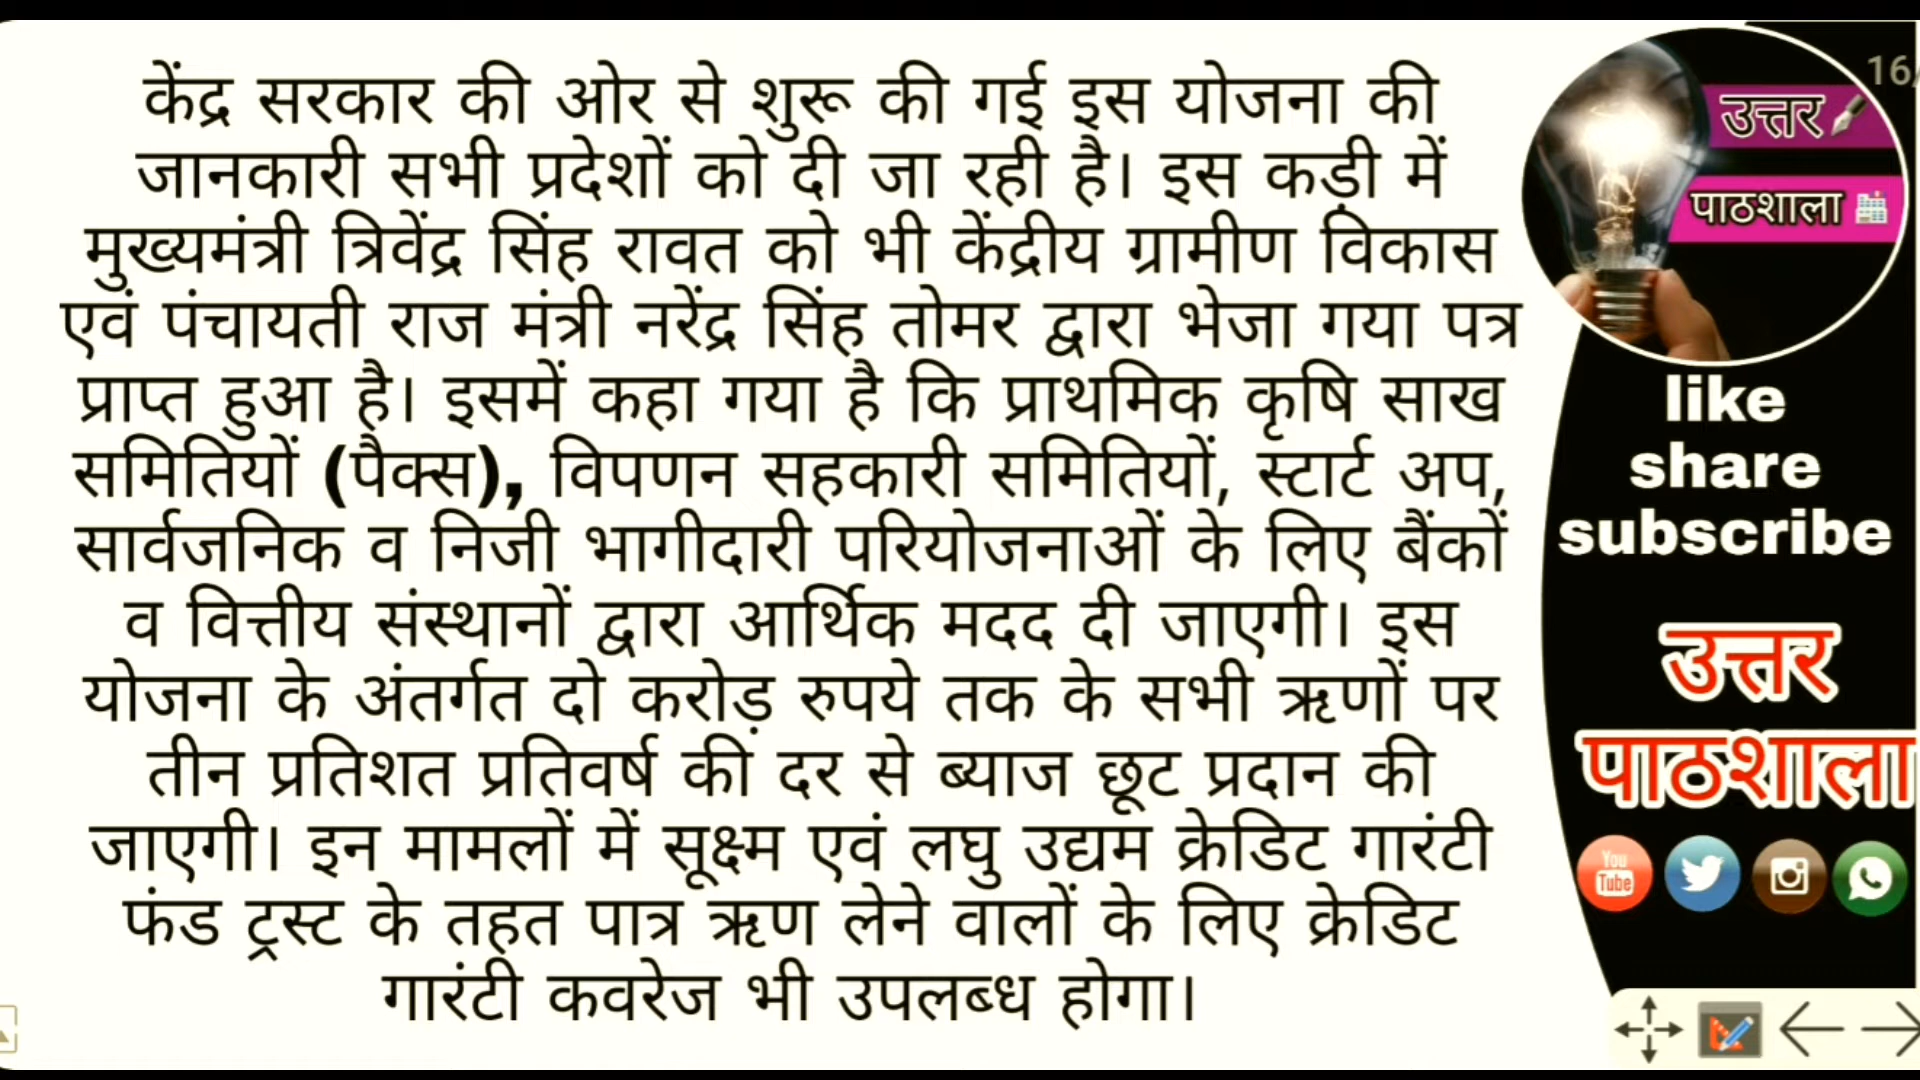 केंद्र सरकार की ओर से शुरू की गई इस योजना की
जानकारी सभी प्रदेशों को दी जा रही है। इस कड़ी में
मुख्यमंत्री त्रिवेंद्र सिंह रावत को भी केंद्रीय ग्रामीण विकास
एवं पंचायती राज मंत्री नरेंद्र सिंह तोमर द्वारा भेजा गया पत्र
प्राप्त हुआ है। इसमें कहा गया है कि प्राथमिक कृषि साख
समितियों (पैक्स), विपणन सहकारी समितियों, स्टार्ट अप,
सार्वजनिक व निजी भागीदारी परियोजनाओं के लिए बैंकों
व वित्तीय संस्थानों द्वारा आर्थिक मदद दी जाएगी। इस
योजना के अंतर्गत दो करोड़ रुपये तक के सभी ऋणों पर
तीन प्रतिशत प्रतिवर्ष की दर से ब्याज छूट प्रदान की
जाएगी। इन मामलों में सूक्ष्म एवं लघु उद्यम क्रेडिट गारंटी
फंड ट्रस्ट के तहत पात्र ऋण लेने वालों के लिए क्रेडिट
गारंटी कवरेज भी उपलब्ध होगा।
16/
उत्तर
पाठशाला
like
share
subscribe
उत्तर
पाठशाला
You
Tube